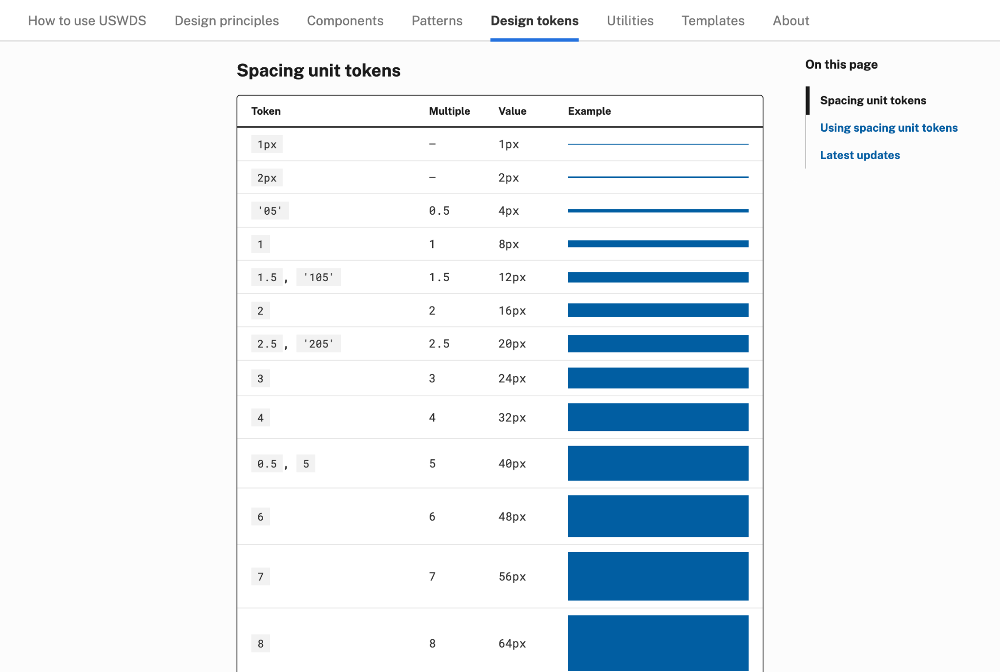 How to use USWDS Design principles Components Patterns Design tokens Utilities Templates About
Spacing unit tokens
Token Multiple Value Example
1px – 1px
2px – 2px
'05' 0.5 4px
1 1 8px
1.5, '105' 1.5 12px
2 2 16px
2.5, '205' 2.5 20px
3 3 24px
4 4 32px
0.5, 5 5 40px
6 6 48px
7 7 56px
8 8 64px
On this page
Spacing unit tokens
Using spacing unit tokens
Latest updates